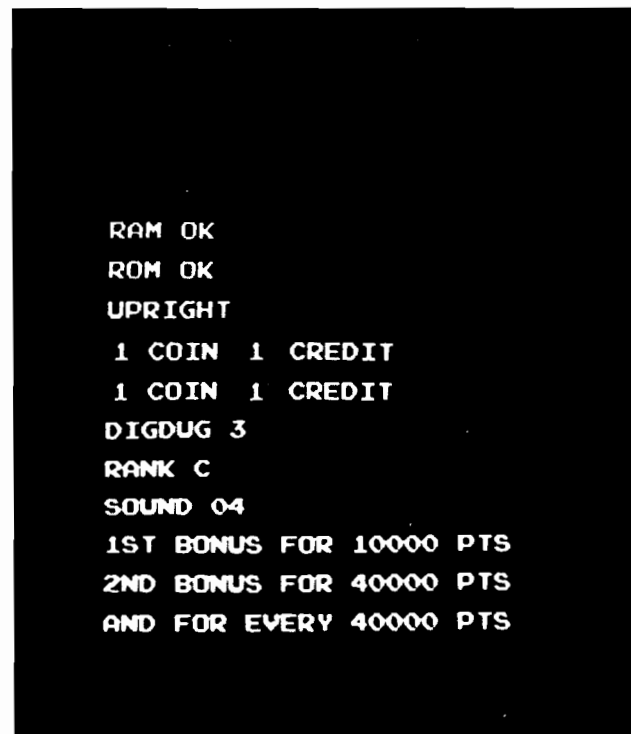 RAM OK
ROM OK
UPRIGHT
1 COIN 1 CREDIT
1 COIN 1 CREDIT
DIGDUG 3
RANK C
SOUND 04
1ST BONUS FOR 10000 PTS
2ND BONUS FOR 40000 PTS
AND FOR EVERY 40000 PTS